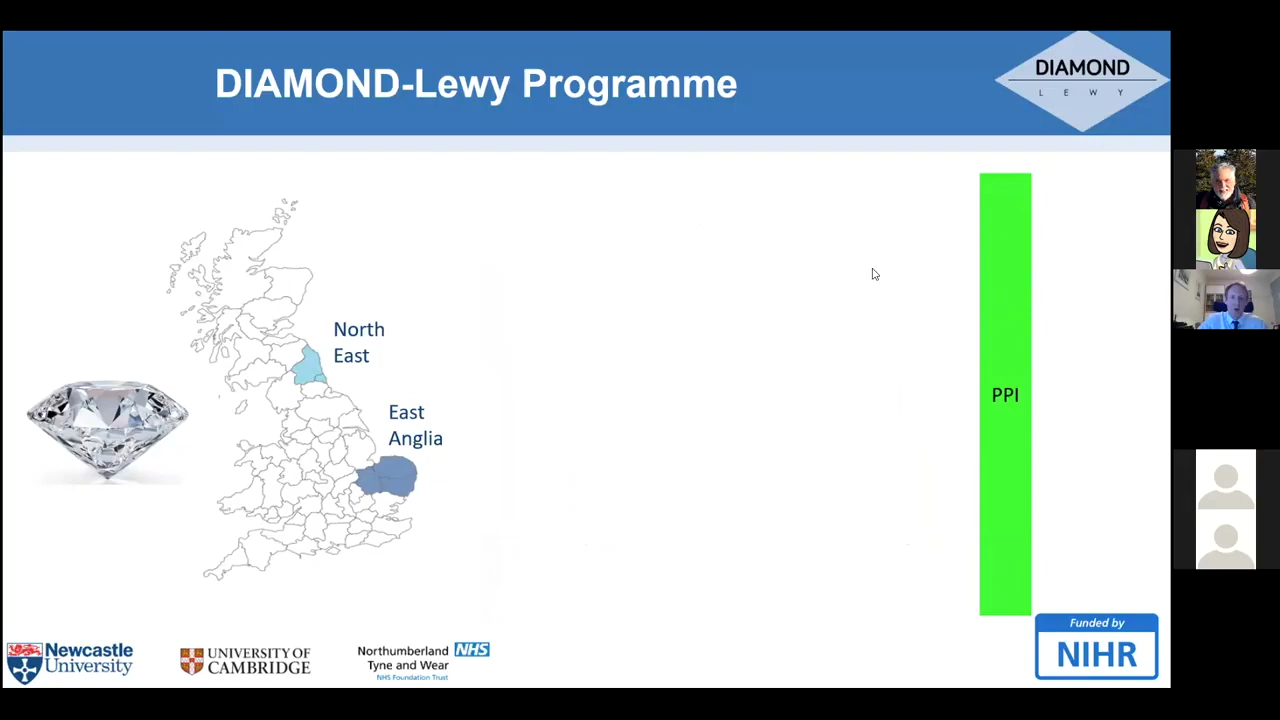 DIAMOND-Lewy Programme
DIAMOND
LEWY
North
East
East
Anglia
PPI
Newcastle
University
UNIVERSITY OF
CAMBRIDGE
Northumberland NHS
Tyne and Wear
NHS Foundation Trust
Funded by
NIHR